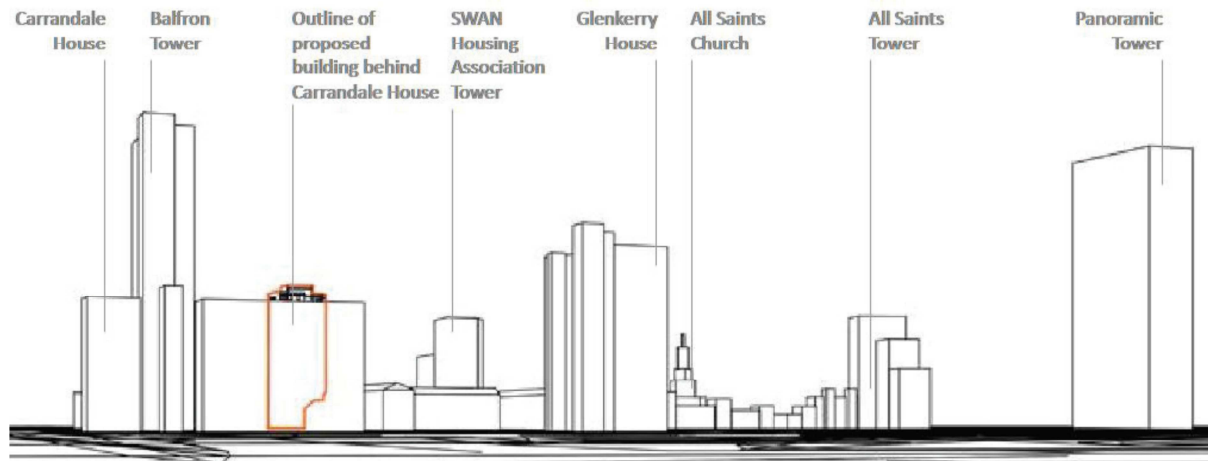 Carrandale
House
Balfron
Tower
Outline of
proposed
building behind
Carrandale House
SWAN
Housing
Association
Tower
Glenkerry
House
All Saints
Church
All Saints
Tower
Panoramic
Tower